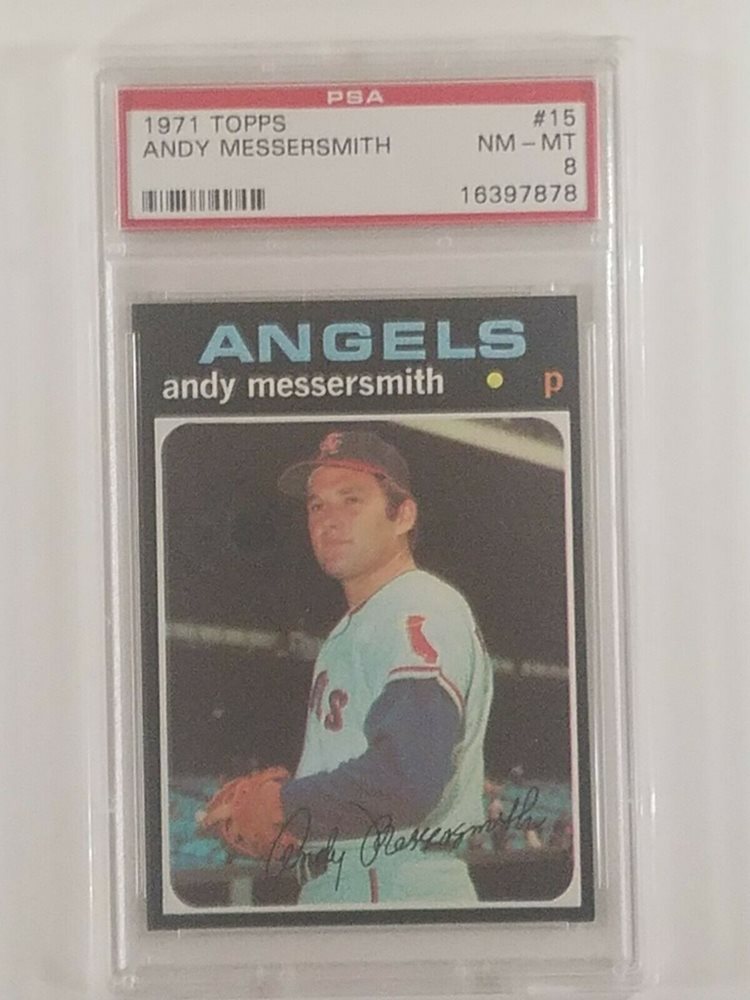 PSA
1971 TOPPS #15
ANDY MESSERSMITH NM-MT
8
16397878
ANGELS
andy messersmith p
Andy Messersmith